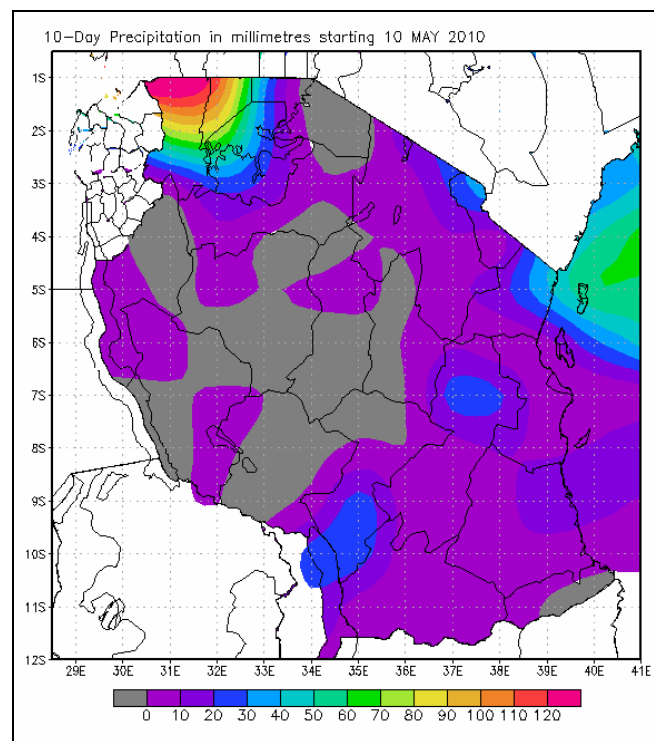 10-Day Precipitation in millimetres starting 10 MAY 2010
1S
2S
3S
4S
5S
6S
7S
8S
9S
10S
11S
12S
29E 30E 31E 32E 33E 34E 35E 36E 37E 38E 39E 40E 41E
0 10 20 30 40 50 60 70 80 90 100 110 120